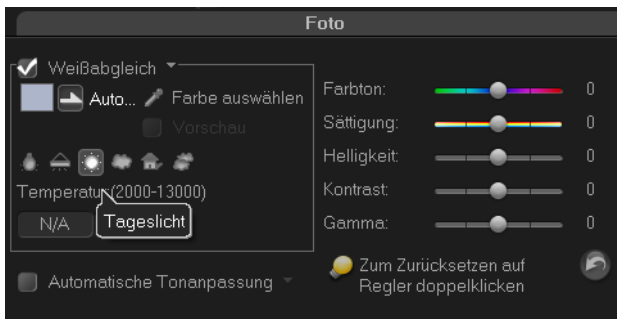 Foto
Weißabgleich
Auto...
Farbe auswählen
Vorschau
Temperatur(2000-13000)
N/A
Tageslicht
Automatische Tonanpassung
Farbton: 0
Sättigung: 0
Helligkeit: 0
Kontrast: 0
Gamma: 0
Zum Zurücksetzen auf
Regler doppelklicken